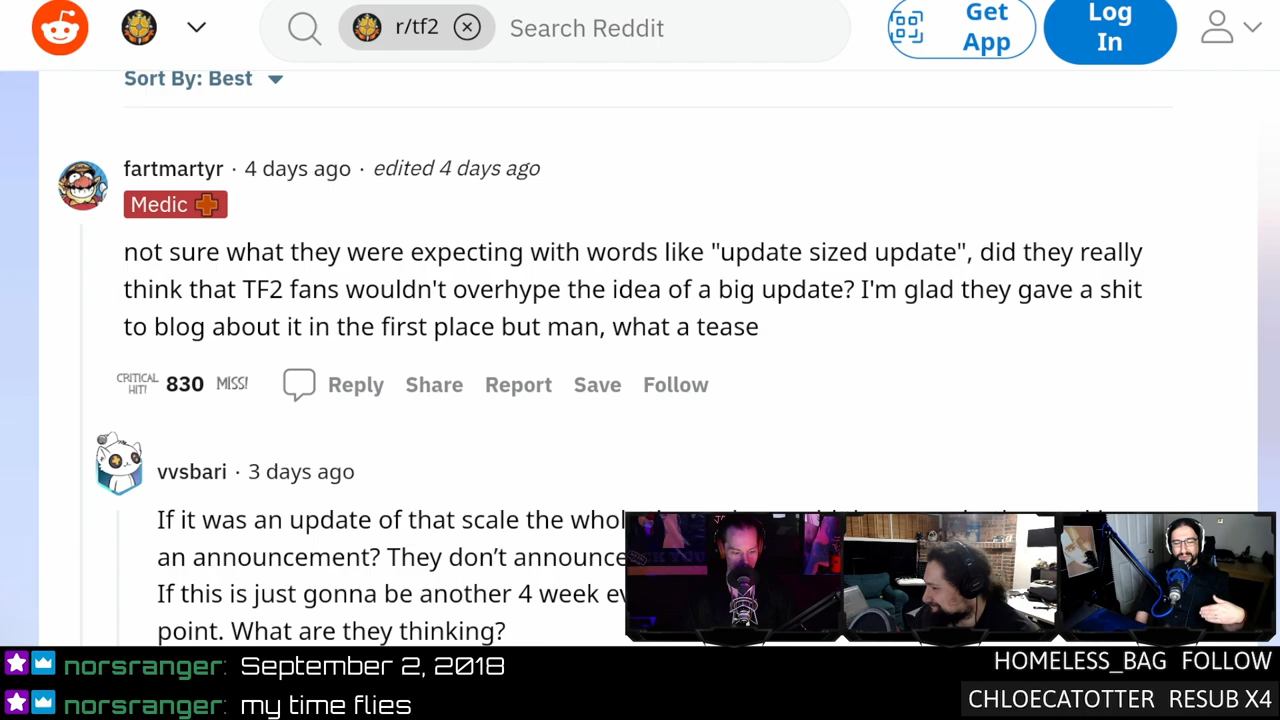 r/tf2
Search Reddit
Get App
Log In
Sort By: Best
fartmartyr · 4 days ago · edited 4 days ago
Medic
not sure what they were expecting with words like "update sized update", did they really
think that TF2 fans wouldn't overhype the idea of a big update? I'm glad they gave a shit
to blog about it in the first place but man, what a tease
CRITICAL HIT! 830 MISS! Reply Share Report Save Follow
vvsbari · 3 days ago
If it was an update of that scale the
an announcement? They don’t
If this is just gonna be another 4 week
point. What are they thinking?
norsranger: September 2, 2018
norsranger: my time flies
HOMELESS_BAG FOLLOW
CHLOECATOTTER RESUB X4